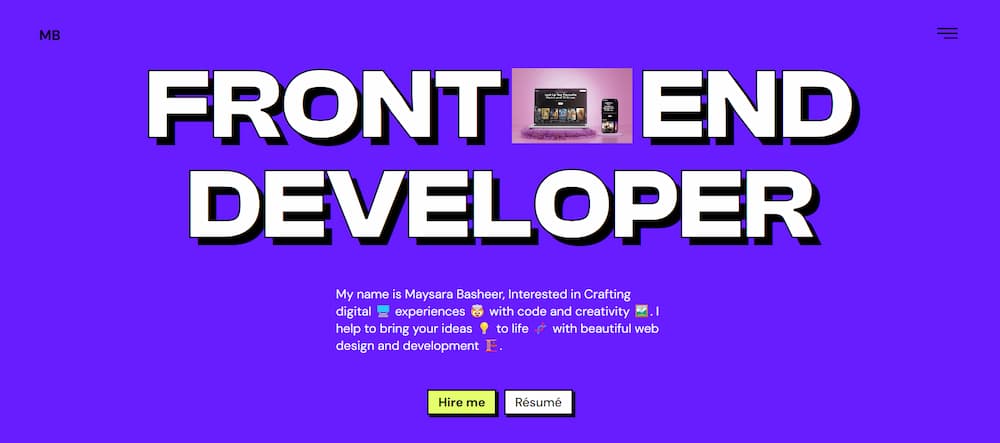 MB
FRONT END
DEVELOPER
My name is Maysara Basheer, Interested in Crafting
digital 🖥️ experiences 🤯 with code and creativity 🖼️. I
help to bring your ideas 💡 to life 🧬 with beautiful web
design and development 🧱.
Hire me
Résumé